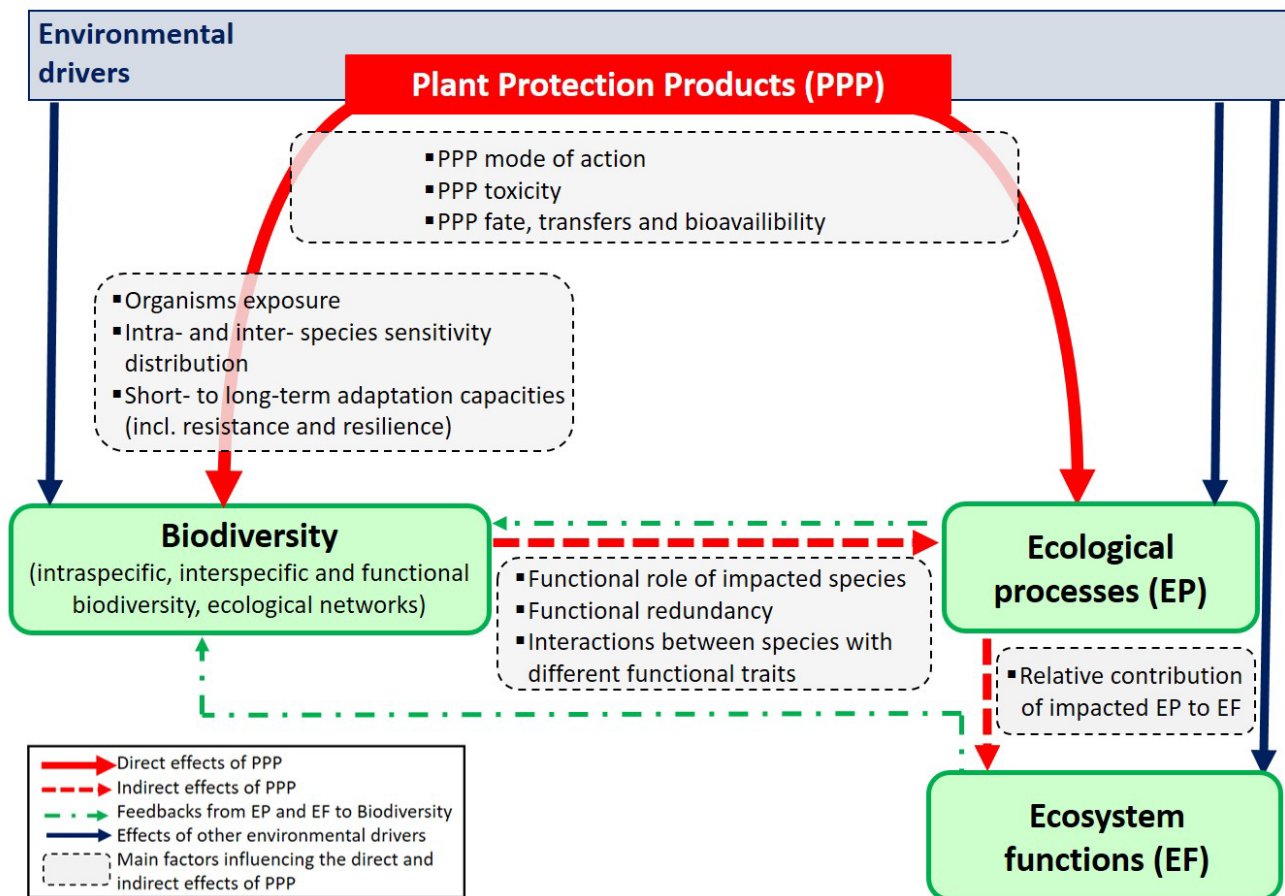 Environmental
drivers
Plant Protection Products (PPP)
▪PPP mode of action
▪PPP toxicity
▪PPP fate, transfers and bioavailibility
▪Organisms exposure
▪Intra- and inter- species sensitivity
distribution
▪Short- to long-term adaptation capacities
(incl. resistance and resilience)
Biodiversity
(intraspecific, interspecific and functional
biodiversity, ecological networks)
▪Functional role of impacted species
▪Functional redundancy
▪Interactions between species with
different functional traits
Ecological
processes (EP)
▪Relative contribution
of impacted EP to EF
Ecosystem
functions (EF)
Direct effects of PPP
Indirect effects of PPP
Feedbacks from EP and EF to Biodiversity
Effects of other environmental drivers
Main factors influencing the direct and
indirect effects of PPP